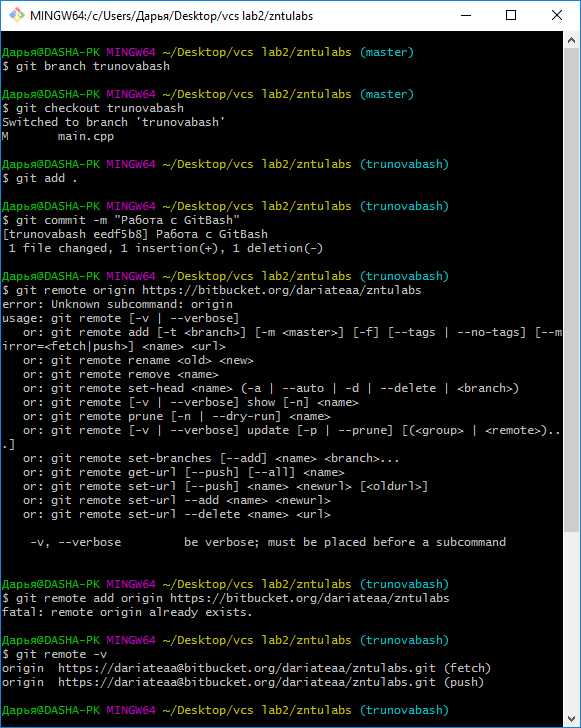 MINGW64:/c/Users/Дарья/Desktop/vcs lab2/zntulabs
Дарья@DASHA-PK MINGW64 ~/Desktop/vcs lab2/zntulabs (master)
$ git branch trunovabash
Дарья@DASHA-PK MINGW64 ~/Desktop/vcs lab2/zntulabs (master)
$ git checkout trunovabash
Switched to branch 'trunovabash'
M       main.cpp
Дарья@DASHA-PK MINGW64 ~/Desktop/vcs lab2/zntulabs (trunovabash)
$ git add .
Дарья@DASHA-PK MINGW64 ~/Desktop/vcs lab2/zntulabs (trunovabash)
$ git commit -m "Работа с GitBash"
[trunovabash eedf5b8] Работа с GitBash
 1 file changed, 1 insertion(+), 1 deletion(-)
Дарья@DASHA-PK MINGW64 ~/Desktop/vcs lab2/zntulabs (trunovabash)
$ git remote origin https://bitbucket.org/dariateaa/zntulabs
error: Unknown subcommand: origin
usage: git remote [-v | --verbose]
   or: git remote add [-t <branch>] [-m <master>] [-f] [--tags | --no-tags] [--m
irror=<fetch|push>] <name> <url>
   or: git remote rename <old> <new>
   or: git remote remove <name>
   or: git remote set-head <name> (-a | --auto | -d | --delete | <branch>)
   or: git remote [-v | --verbose] show [-n] <name>
   or: git remote prune [-n | --dry-run] <name>
   or: git remote [-v | --verbose] update [-p | --prune] [(<group> | <remote>)..
.]
   or: git remote set-branches [--add] <name> <branch>...
   or: git remote get-url [--push] [--all] <name>
   or: git remote set-url [--push] <name> <newurl> [<oldurl>]
   or: git remote set-url --add <name> <newurl>
   or: git remote set-url --delete <name> <url>
    -v, --verbose         be verbose; must be placed before a subcommand
Дарья@DASHA-PK MINGW64 ~/Desktop/vcs lab2/zntulabs (trunovabash)
$ git remote add origin https://bitbucket.org/dariateaa/zntulabs
fatal: remote origin already exists.
Дарья@DASHA-PK MINGW64 ~/Desktop/vcs lab2/zntulabs (trunovabash)
$ git remote -v
origin  https://dariateaa@bitbucket.org/dariateaa/zntulabs.git (fetch)
origin  https://dariateaa@bitbucket.org/dariateaa/zntulabs.git (push)
Дарья@DASHA-PK MINGW64 ~/Desktop/vcs lab2/zntulabs (trunovabash)